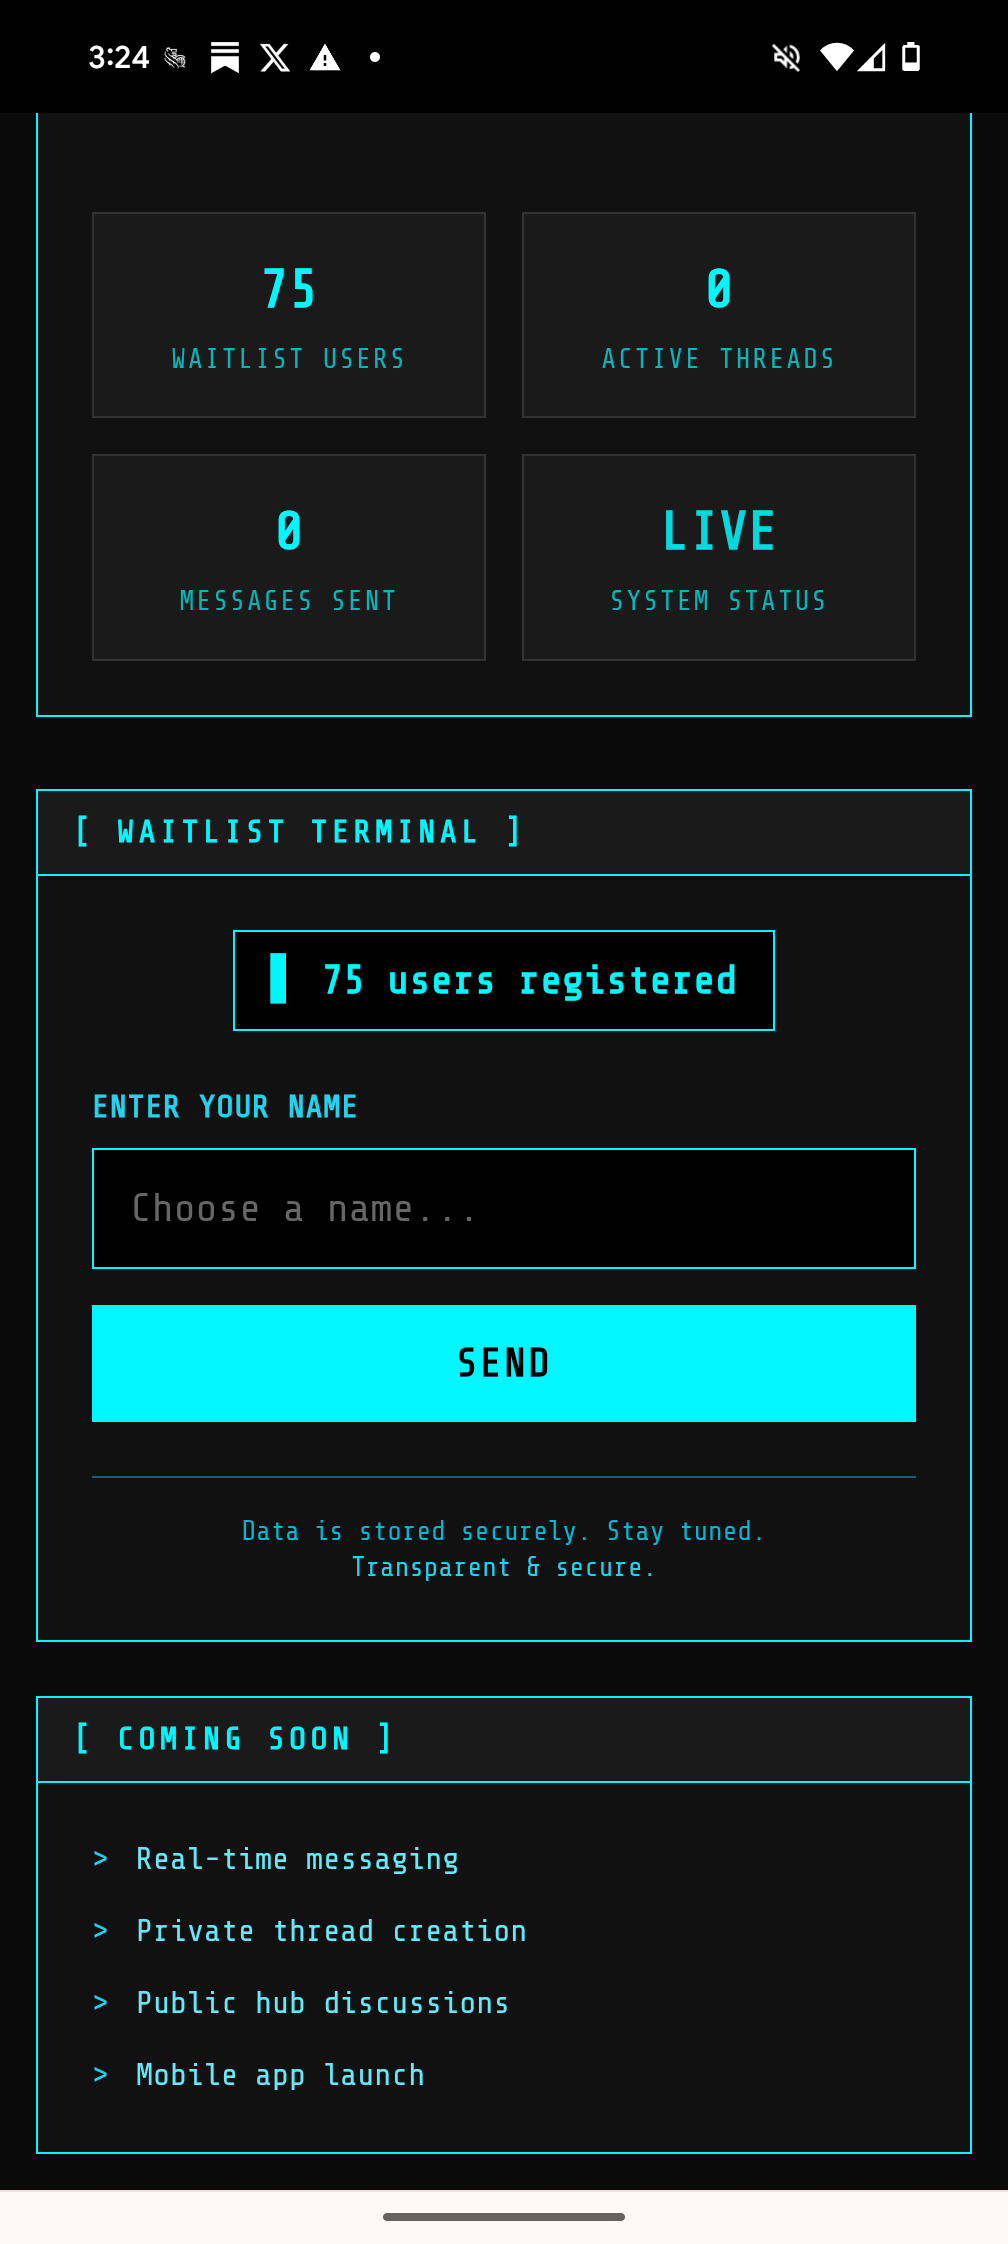 3:24
75
WAITLIST USERS
0
ACTIVE THREADS
0
MESSAGES SENT
LIVE
SYSTEM STATUS
[ WAITLIST TERMINAL ]
75 users registered
ENTER YOUR NAME
Choose a name...
SEND
Data is stored securely. Stay tuned.
Transparent & secure.
[ COMING SOON ]
> Real-time messaging
> Private thread creation
> Public hub discussions
> Mobile app launch